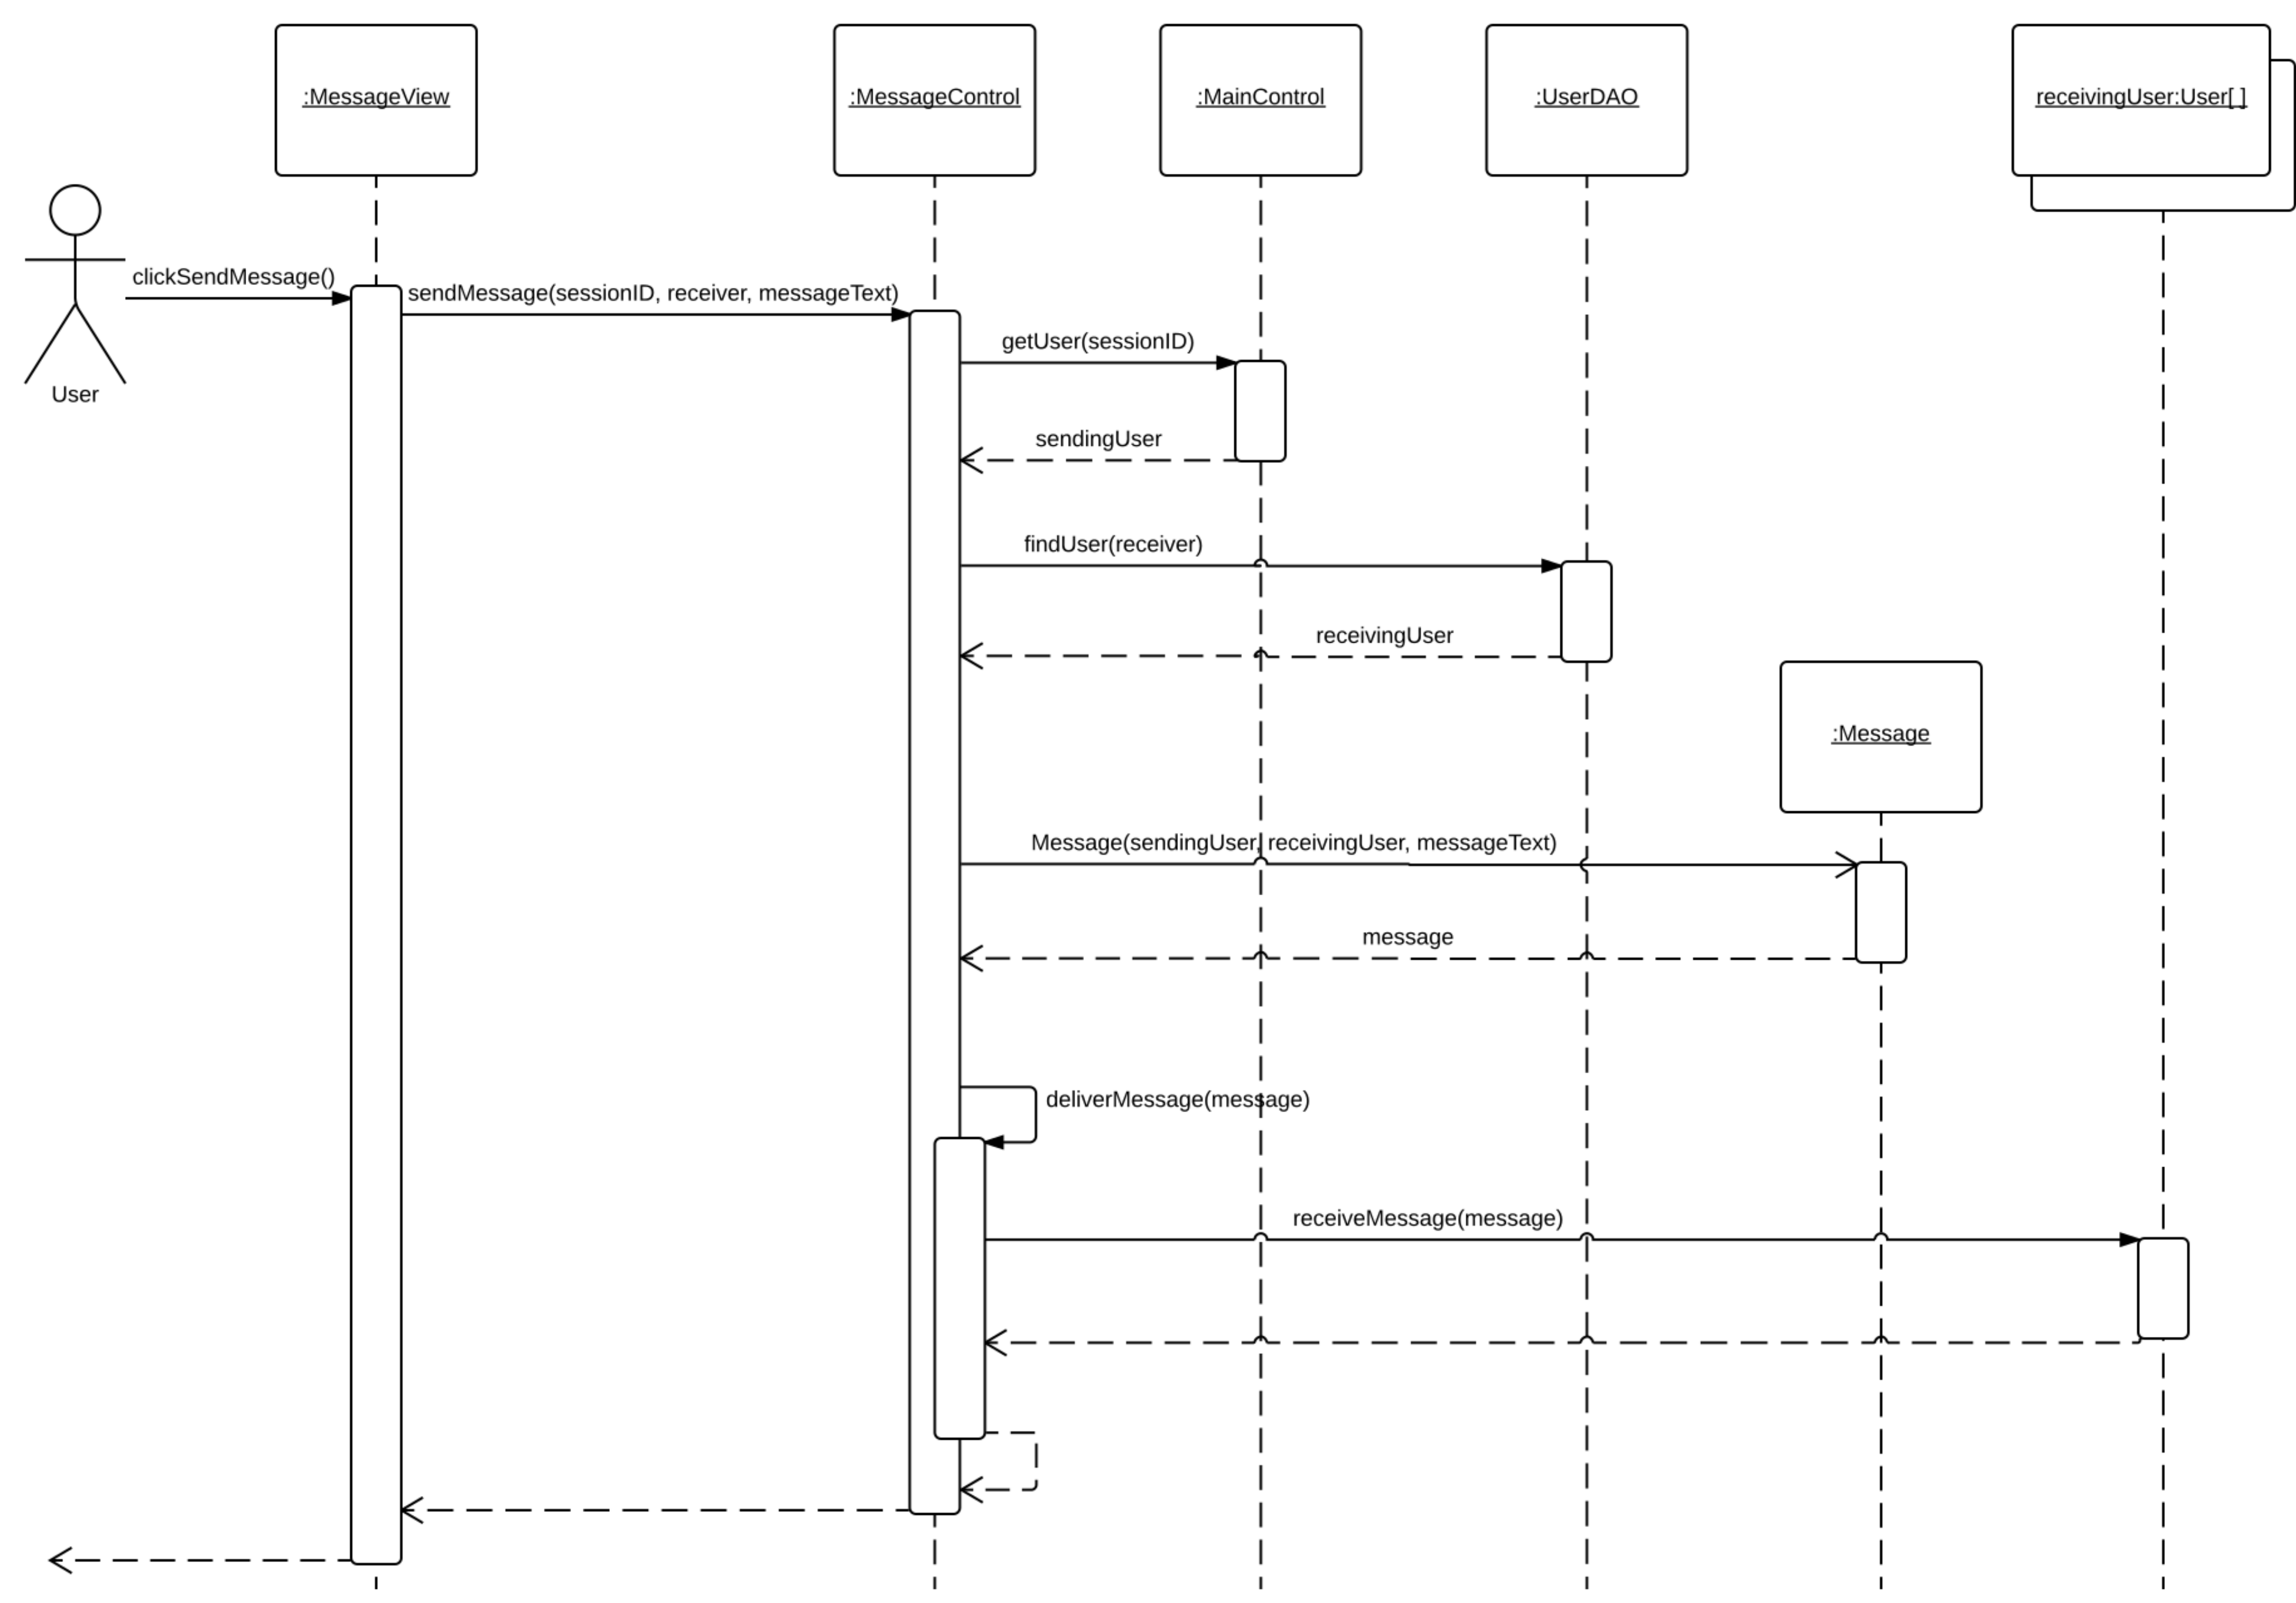 :MessageView
:MessageControl
:MainControl
:UserDAO
receivingUser:User[ ]
clickSendMessage()
sendMessage(sessionID, receiver, messageText)
getUser(sessionID)
User
sendingUser
findUser(receiver)
receivingUser
:Message
Message(sendingUser, receivingUser, messageText)
message
deliverMessage(message)
receiveMessage(message)